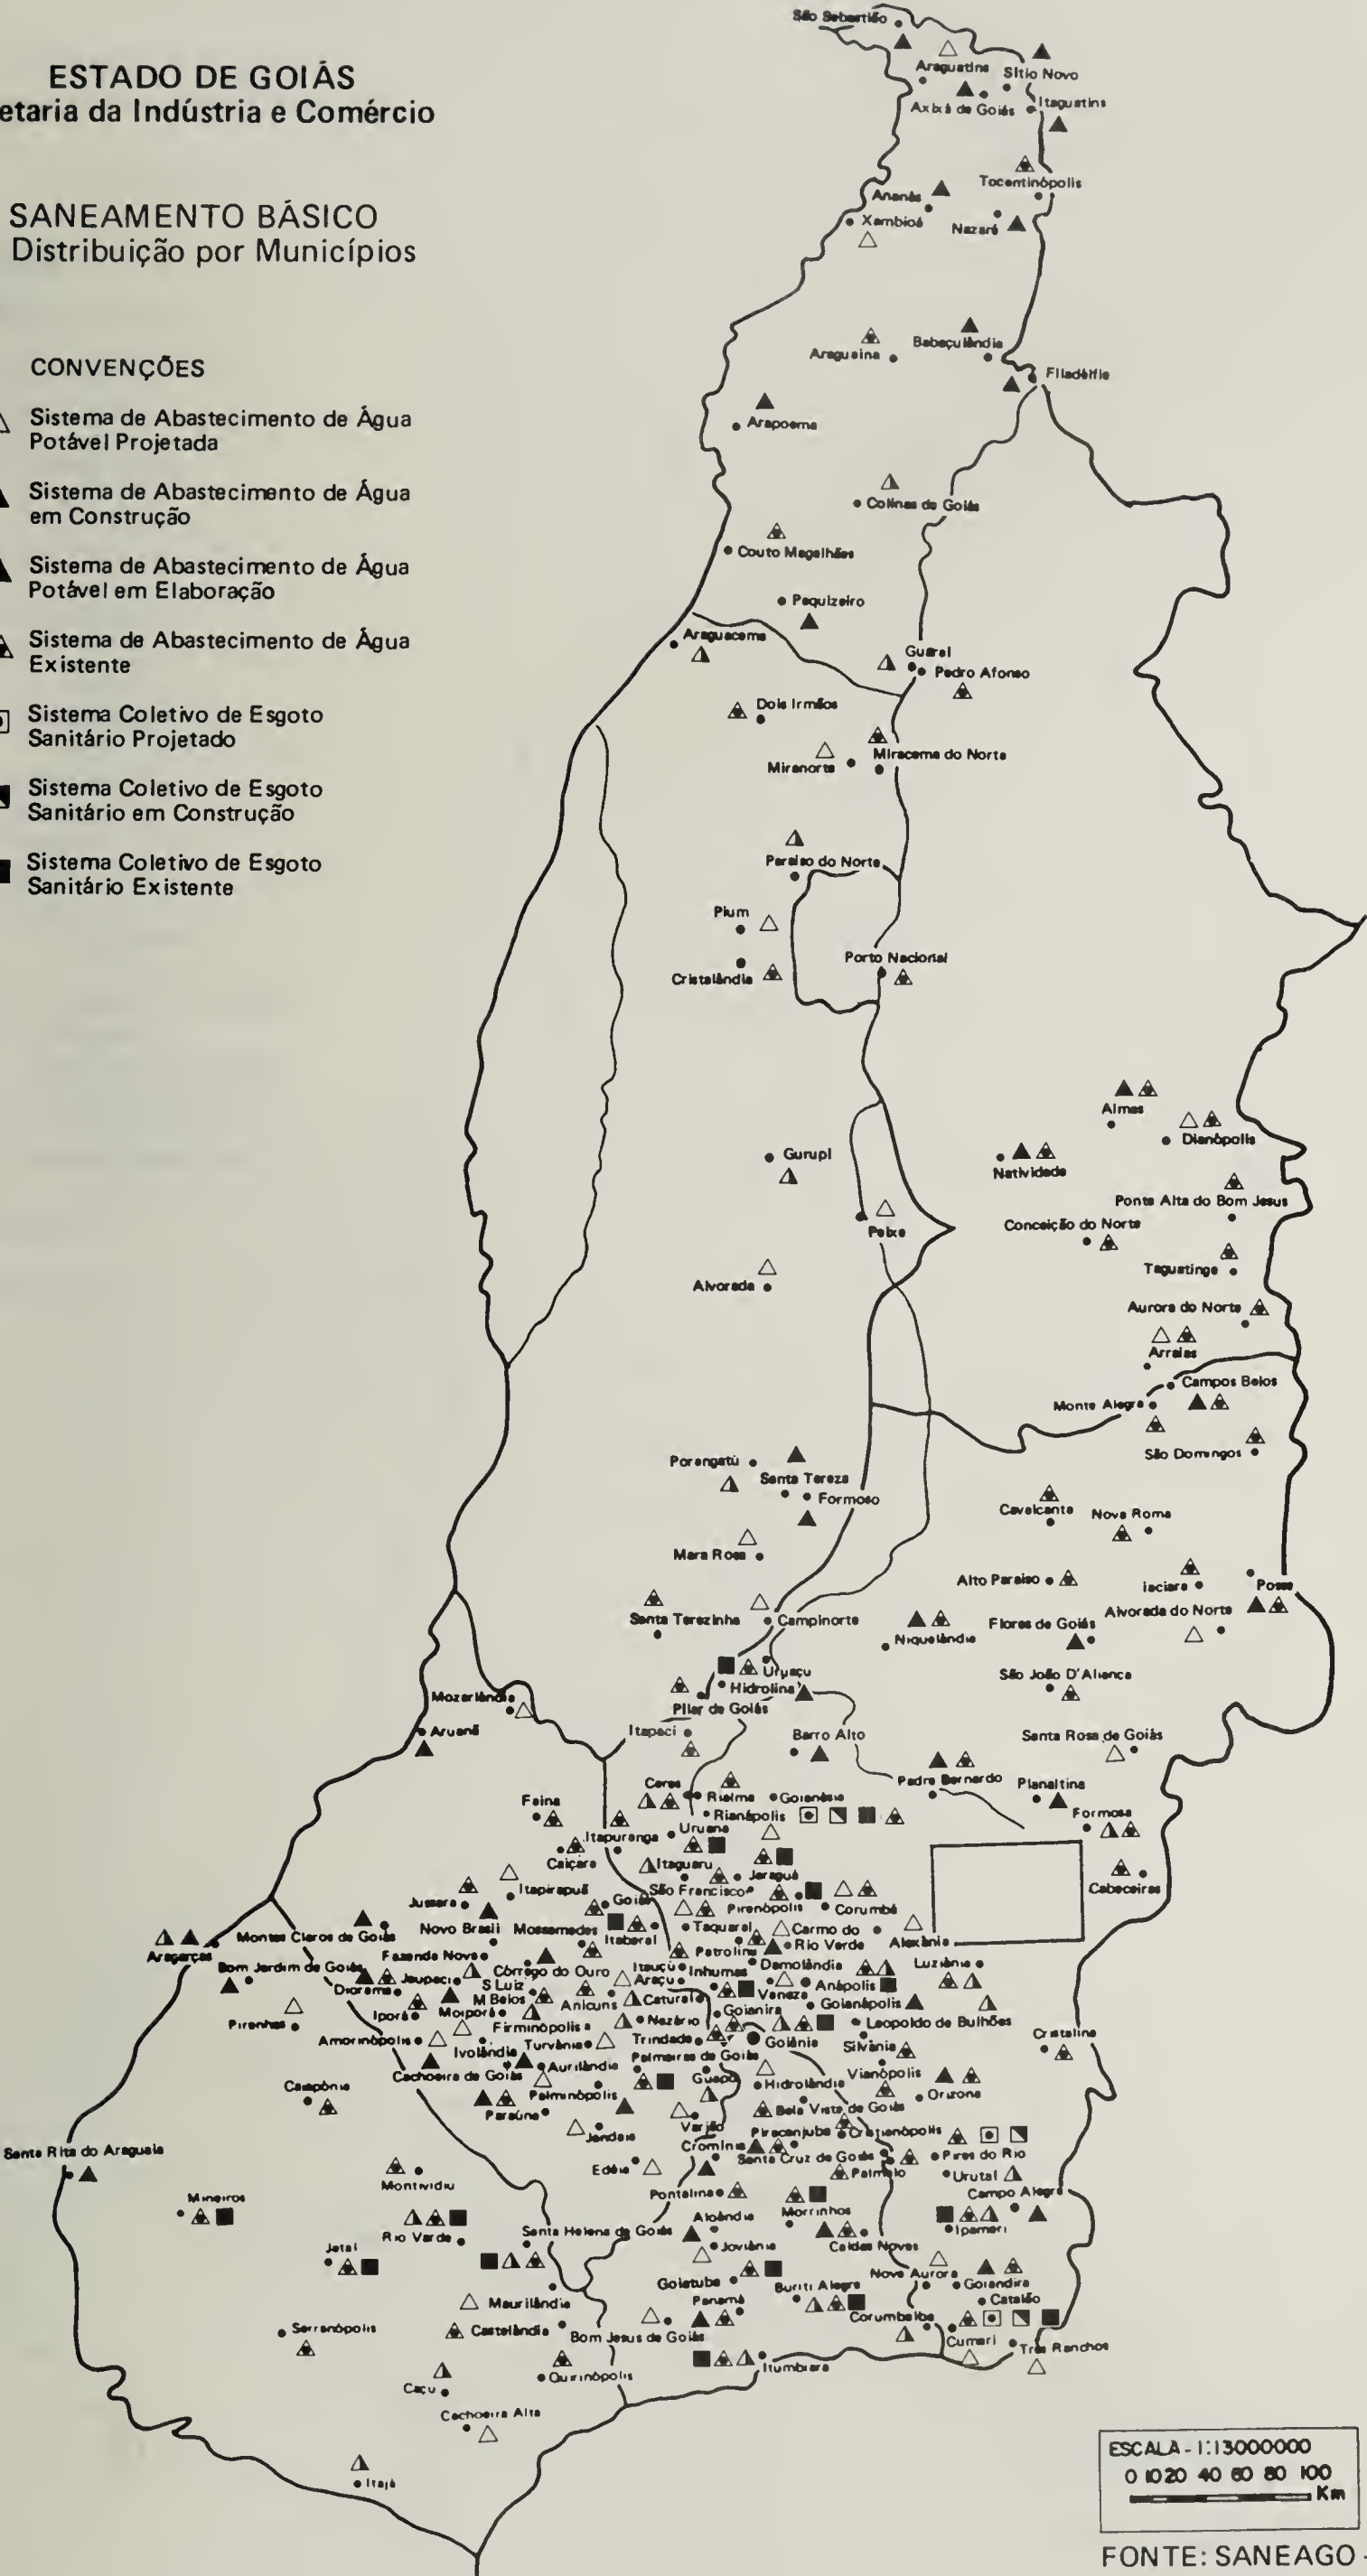 ESTADO DE GOIÁS
etaria da Indústria e Comércio
SANEAMENTO BÁSICO
Distribuição por Municípios
CONVENÇÕES
Sistema de Abastecimento de Água
Potável Projetada
Sistema de Abastecimento de Água
em Construção
Sistema de Abastecimento de Água
Potável em Elaboração
Sistema de Abastecimento de Água
Existente
Sistema Coletivo de Esgoto
Sanitário Projetado
Sistema Coletivo de Esgoto
Sanitário em Construção
Sistema Coletivo de Esgoto
Sanitário Existente
São Sebastião
Araguatins
Sítio Novo
Axixá de Goiás
Itaguatins
Tocantinópolis
Ananás
Xambioá
Nazaré
Araguaína
Babaçulândia
Filadélfia
Arapoema
Colinas de Goiás
Couto Magalhães
Pequizeiro
Araguacema
Guaraí
Pedro Afonso
Dois Irmãos
Miranorte
Miracema do Norte
Paraíso do Norte
Pium
Cristalândia
Porto Nacional
Almas
Dianópolis
Gurupí
Natividade
Ponte Alta do Bom Jesus
Peixe
Conceição do Norte
Taguatinga
Alvorada
Aurora do Norte
Arraias
Campos Belos
Monte Alegre
São Domingos
Porangatú
Santa Tereza
Formoso
Cavalcante
Nova Roma
Mara Rosa
Alto Paraíso
Iaciara
Posse
Santa Terezinha
Campinorte
Niquelândia
Flores de Goiás
Alvorada do Norte
Uruaçu
Hidrolina
São João D'Aliança
Mozarlândia
Pilar de Goiás
Aruanã
Itapaci
Barro Alto
Santa Rosa de Goiás
Ceres
Rialma
Goianésia
Padre Bernardo
Planaltina
Faina
Rianápolis
Formosa
Itapuranga
Uruana
Caiçara
Itaguaru
Jaraguá
Cabeceiras
Jussara
Itapirapuã
Goiás
São Francisco
Pirenópolis
Corumbá
Novo Brasil
Mossamedes
Itaberaí
Taquaral
Carmo do
Rio Verde
Alexânia
Aragarças
Montes Claros de Goiás
Fazenda Nova
Patrolina
Bom Jardim de Goiás
Jaupaci
Córrego do Ouro
Itauçú
Inhumas
Damolândia
Luziânia
Diorama
S Luiz
M Belos
Araçu
Anápolis
Iporá
Moiporá
Anicuns
Caturaí
Veneza
Goianápolis
Piranhas
Firminópolis
Nazário
Goianira
Leopoldo de Bulhões
Amorinópolis
Ivolândia
Turvânia
Trindade
Goiânia
Silvânia
Cristalina
Cachoeira de Goiás
Aurilândia
Palmeiras de Goiás
Guapó
Hidrolândia
Vianópolis
Caiapônia
Paraúna
Palminópolis
Bela Vista de Goiás
Orizona
Jandaia
Varjão
Piracanjuba
Cristianópolis
Santa Rita do Araguaia
Edéia
Cromínia
Santa Cruz de Goiás
Pires do Rio
Montividiu
Palmelo
Urutaí
Mineiros
Pontalina
Morrinhos
Campo Alegre
Rio Verde
Santa Helena de Goiás
Aloândia
Caldas Novas
Ipameri
Jataí
Joviânia
Goiatuba
Buriti Alegre
Nova Aurora
Goiandira
Maurilândia
Panamá
Catalão
Serranópolis
Castelândia
Bom Jesus de Goiás
Corumbaíba
Cumari
Três Ranchos
Itumbiara
Quirinópolis
Caçu
Cachoeira Alta
Itajá
ESCALA - 1:13000000
0 10 20 40 60 80 100
Km
FONTE: SANEAGO -